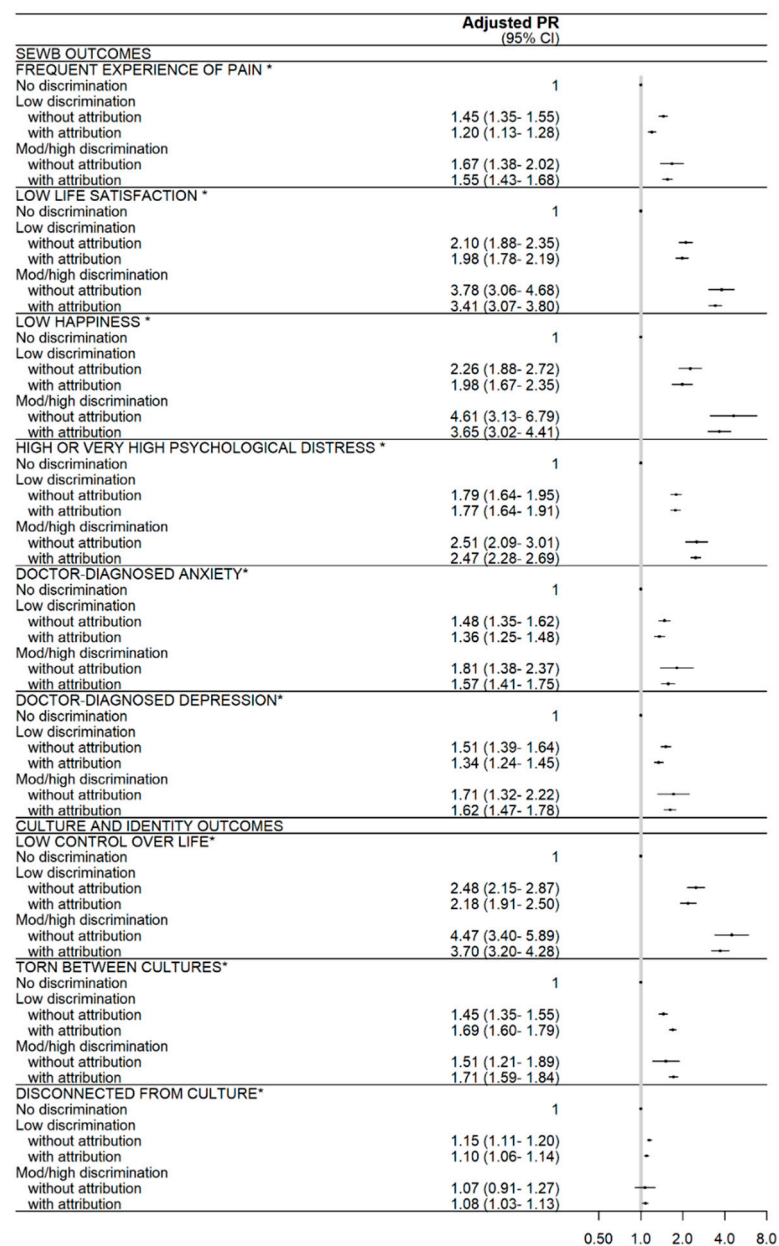 Adjusted PR
(95% CI)
SEWB OUTCOMES
FREQUENT EXPERIENCE OF PAIN *
No discrimination 1
Low discrimination
without attribution 1.45 (1.35- 1.55)
with attribution 1.20 (1.13- 1.28)
Mod/high discrimination
without attribution 1.67 (1.38- 2.02)
with attribution 1.55 (1.43- 1.68)
LOW LIFE SATISFACTION *
No discrimination 1
Low discrimination
without attribution 2.10 (1.88- 2.35)
with attribution 1.98 (1.78- 2.19)
Mod/high discrimination
without attribution 3.78 (3.06- 4.68)
with attribution 3.41 (3.07- 3.80)
LOW HAPPINESS *
No discrimination 1
Low discrimination
without attribution 2.26 (1.88- 2.72)
with attribution 1.98 (1.67- 2.35)
Mod/high discrimination
without attribution 4.61 (3.13- 6.79)
with attribution 3.65 (3.02- 4.41)
HIGH OR VERY HIGH PSYCHOLOGICAL DISTRESS *
No discrimination 1
Low discrimination
without attribution 1.79 (1.64- 1.95)
with attribution 1.77 (1.64- 1.91)
Mod/high discrimination
without attribution 2.51 (2.09- 3.01)
with attribution 2.47 (2.28- 2.69)
DOCTOR-DIAGNOSED ANXIETY*
No discrimination 1
Low discrimination
without attribution 1.48 (1.35- 1.62)
with attribution 1.36 (1.25- 1.48)
Mod/high discrimination
without attribution 1.81 (1.38- 2.37)
with attribution 1.57 (1.41- 1.75)
DOCTOR-DIAGNOSED DEPRESSION*
No discrimination 1
Low discrimination
without attribution 1.51 (1.39- 1.64)
with attribution 1.34 (1.24- 1.45)
Mod/high discrimination
without attribution 1.71 (1.32- 2.22)
with attribution 1.62 (1.47- 1.78)
CULTURE AND IDENTITY OUTCOMES
LOW CONTROL OVER LIFE*
No discrimination 1
Low discrimination
without attribution 2.48 (2.15- 2.87)
with attribution 2.18 (1.91- 2.50)
Mod/high discrimination
without attribution 4.47 (3.40- 5.89)
with attribution 3.70 (3.20- 4.28)
TORN BETWEEN CULTURES*
No discrimination 1
Low discrimination
without attribution 1.45 (1.35- 1.55)
with attribution 1.69 (1.60- 1.79)
Mod/high discrimination
without attribution 1.51 (1.21- 1.89)
with attribution 1.71 (1.59- 1.84)
DISCONNECTED FROM CULTURE*
No discrimination 1
Low discrimination
without attribution 1.15 (1.11- 1.20)
with attribution 1.10 (1.06- 1.14)
Mod/high discrimination
without attribution 1.07 (0.91- 1.27)
with attribution 1.08 (1.03- 1.13)
0.50 1.0 2.0 4.0 8.0